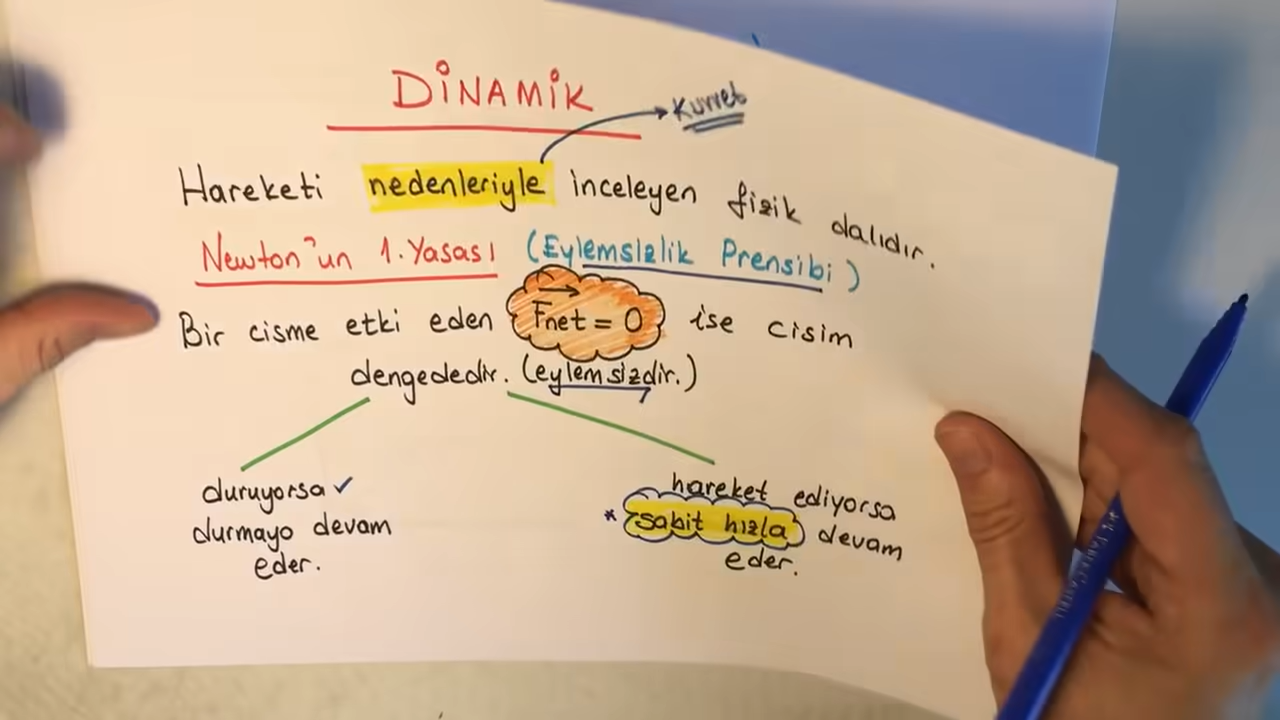 DİNAMİK
Kuvvet
Hareketi nedenleriyle inceleyen fizik dalıdır.
Newton'un 1. Yasası (Eylemsizlik Prensibi)
Bir cisme etki eden Fnet = 0 ise cisim
dengededir. (eylemsizdir.)
duruyorsa ✓
durmaya devam
eder.
hareket ediyorsa
* sabit hızla devam
eder.